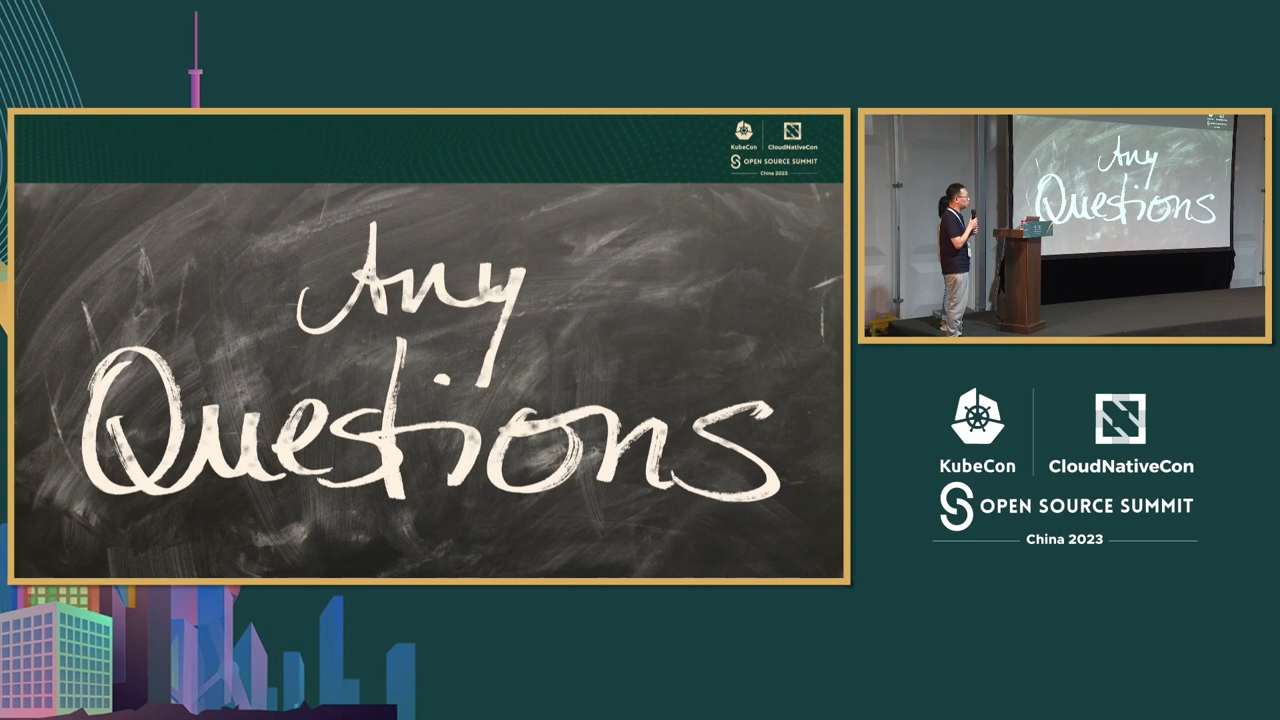 KubeCon
CloudNativeCon
OPEN SOURCE SUMMIT
China 2023
Any
Questions
Any
Questions
KubeCon
CloudNativeCon
OPEN SOURCE SUMMIT
China 2023